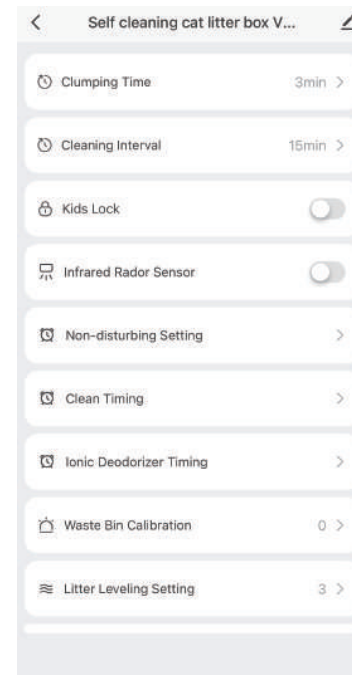 Self cleaning cat litter box V...
Clumping Time 3min
Cleaning Interval 15min
Kids Lock
Infrared Rador Sensor
Non-disturbing Setting
Clean Timing
Ionic Deodorizer Timing
Waste Bin Calibration 0
Litter Leveling Setting 3